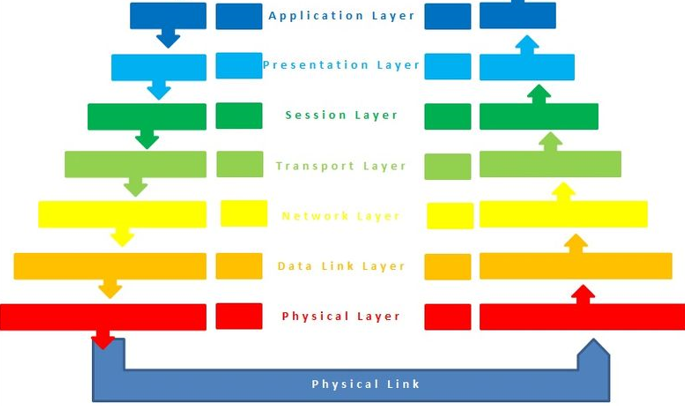 Application Layer
Presentation Layer
Session Layer
Transport Layer
Network Layer
Data Link Layer
Physical Layer
Physical Link